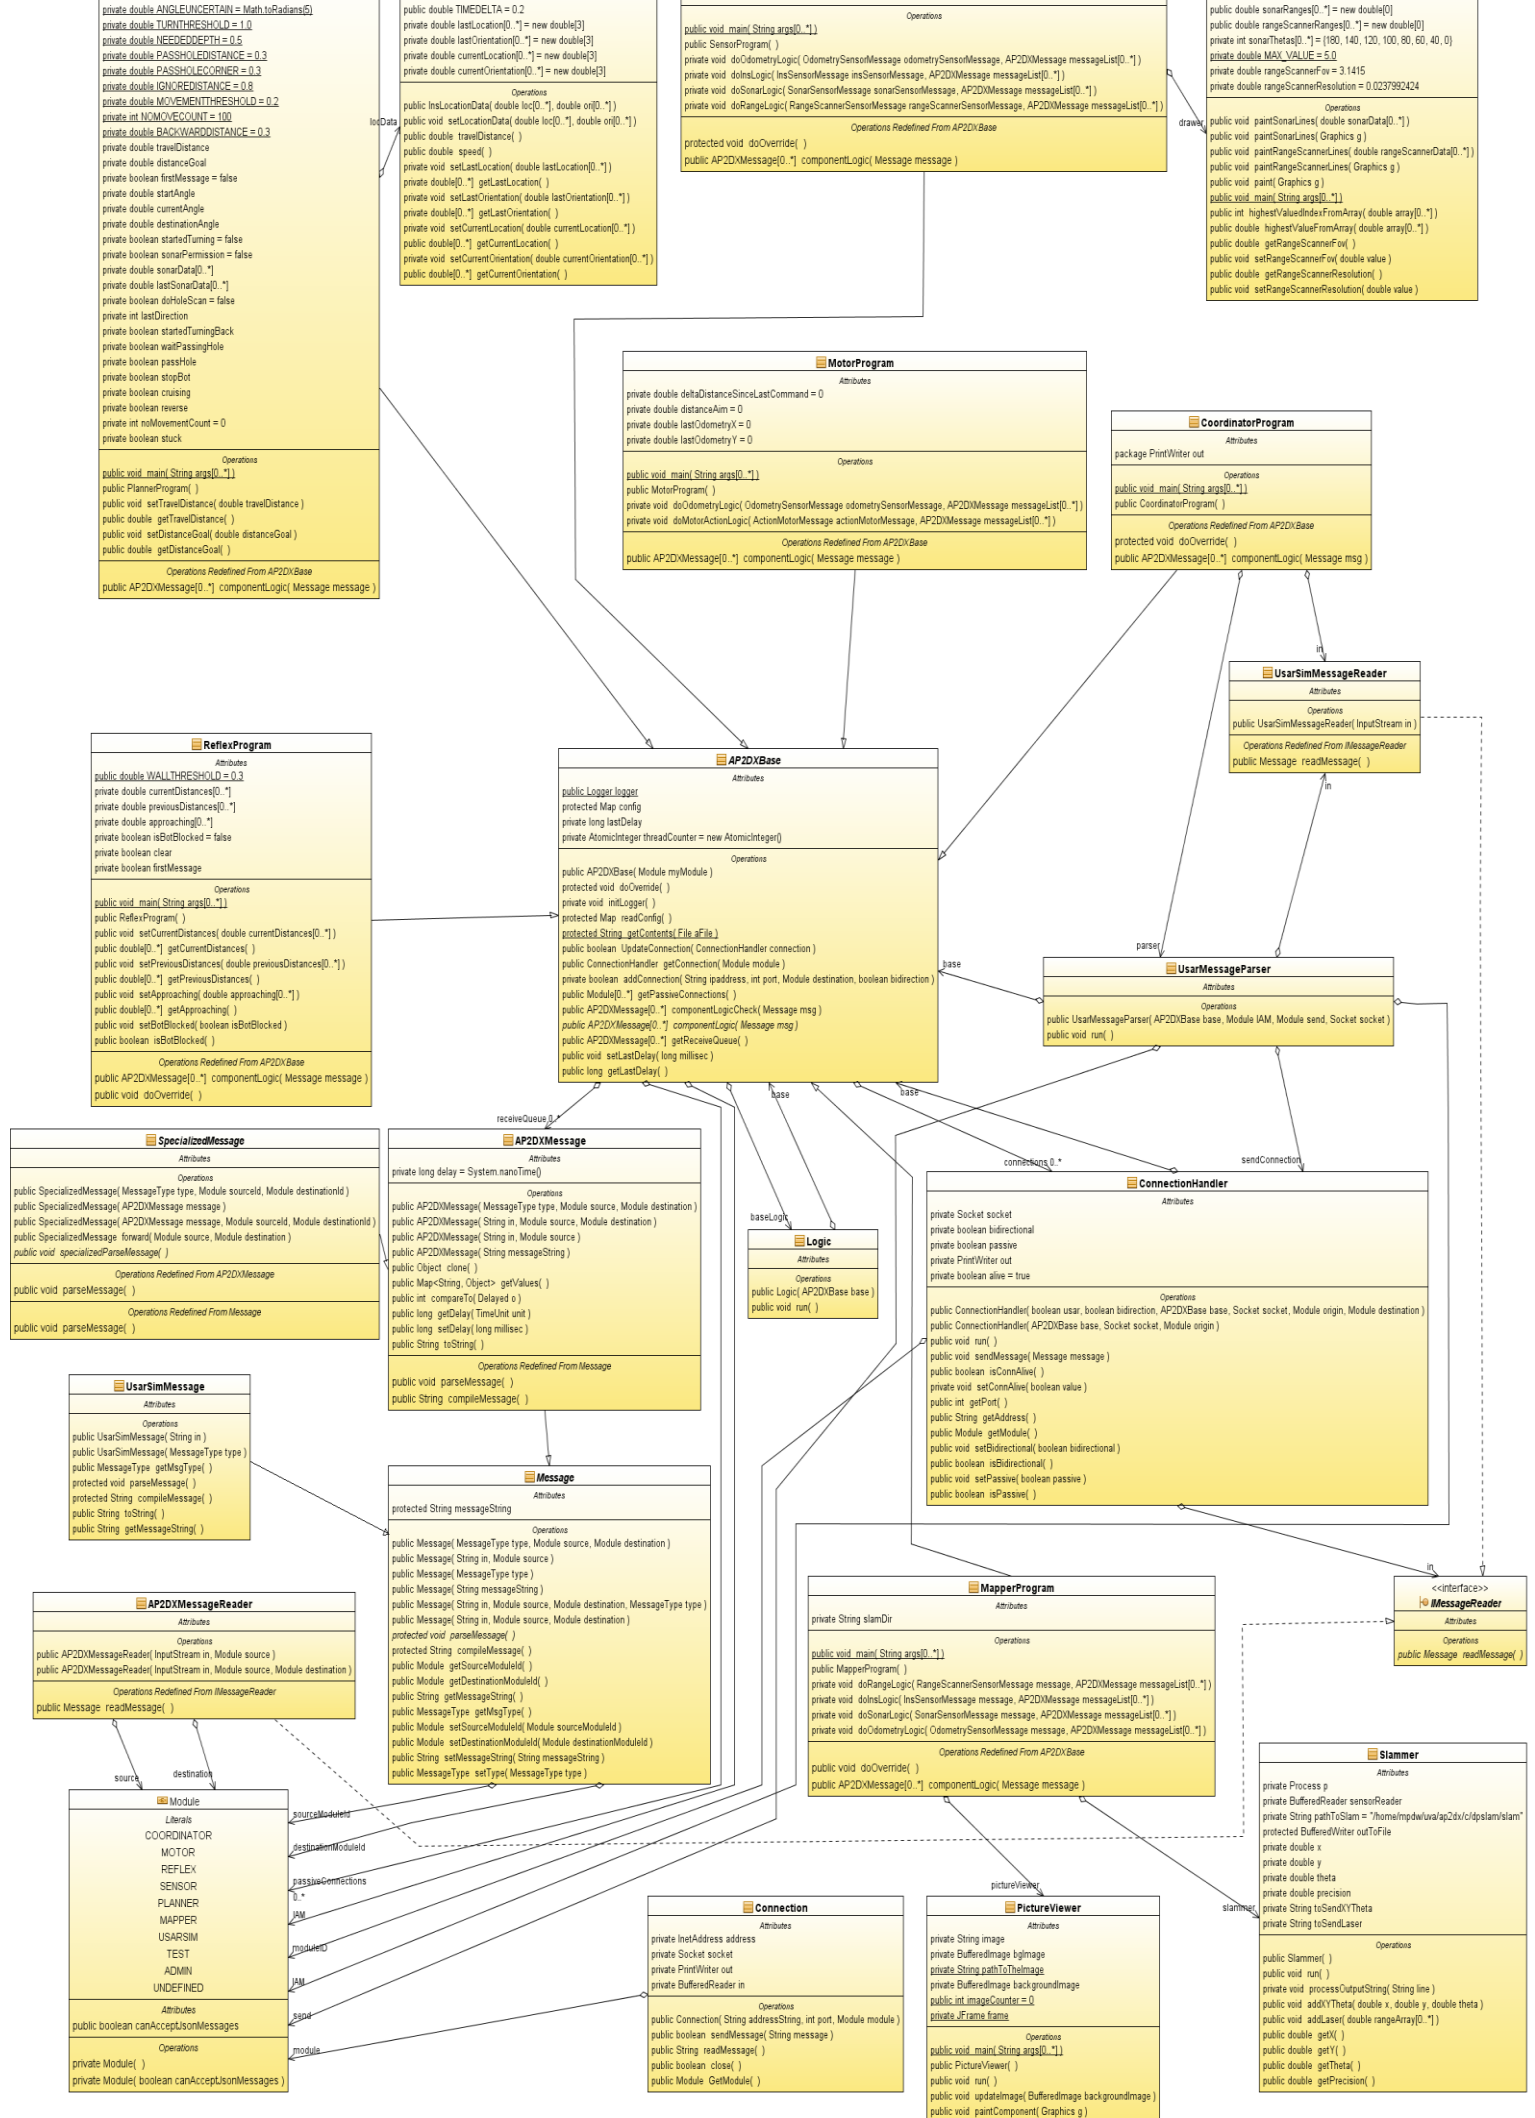 private double ANGLEUNCERTAIN = Math.toRadians(5)
private double TURNTHRESHOLD = 1.0
private double NEEDEDDEPTH = 0.5
private double PASSHOLEDISTANCE = 0.3
private double PASSHOLECORNER = 0.3
private double IGNOREDISTANCE = 0.8
private double MOVEMENTTHRESHOLD = 0.2
private int NOMOVECOUNT = 100
private double BACKWARDDISTANCE = 0.3
private double travelDistance
private double distanceGoal
private boolean firstMessage = false
private double startAngle
private double currentAngle
private double destinationAngle
private boolean startedTurning = false
private boolean sonarPermission = false
private double sonarData[0..*]
private double lastSonarData[0..*]
private boolean doHoleScan = false
private int lastDirection
private boolean startedTurningBack
private boolean waitPassingHole
private boolean passHole
private boolean stopBot
private boolean cruising
private boolean reverse
private int noMovementCount = 0
private boolean stuck
Operations
public void main( String args[0..*] )
public PlannerProgram( )
public void setTravelDistance( double travelDistance )
public double getTravelDistance( )
public void setDistanceGoal( double distanceGoal )
public double getDistanceGoal( )
Operations Redefined From AP2DXBase
public AP2DXMessage[0..*] componentLogic( Message message )
locData
public double TIMEDELTA = 0.2
private double lastLocation[0..*] = new double[3]
private double lastOrientation[0..*] = new double[3]
private double currentLocation[0..*] = new double[3]
private double currentOrientation[0..*] = new double[3]
Operations
public InsLocationData( double loc[0..*], double ori[0..*] )
public void setLocationData( double loc[0..*], double ori[0..*] )
public double travelDistance( )
public double speed( )
private void setLastLocation( double lastLocation[0..*] )
private double[0..*] getLastLocation( )
private void setLastOrientation( double lastOrientation[0..*] )
private double[0..*] getLastOrientation( )
private void setCurrentLocation( double currentLocation[0..*] )
public double[0..*] getCurrentLocation( )
private void setCurrentOrientation( double currentOrientation[0..*] )
public double[0..*] getCurrentOrientation( )
Operations
public void main( String args[0..*] )
public SensorProgram( )
private void doOdometryLogic( OdometrySensorMessage odometrySensorMessage, AP2DXMessage messageList[0..*] )
private void doInsLogic( InsSensorMessage insSensorMessage, AP2DXMessage messageList[0..*] )
private void doSonarLogic( SonarSensorMessage sonarSensorMessage, AP2DXMessage messageList[0..*] )
private void doRangeLogic( RangeScannerSensorMessage rangeScannerSensorMessage, AP2DXMessage messageList[0..*] )
Operations Redefined From AP2DXBase
protected void doOverride( )
public AP2DXMessage[0..*] componentLogic( Message message )
drawer
public double sonarRanges[0..*] = new double[0]
public double rangeScannerRanges[0..*] = new double[0]
private int sonarThetas[0..*] = {180, 140, 120, 100, 80, 60, 40, 0}
private double MAX_VALUE = 5.0
private double rangeScannerFov = 3.1415
private double rangeScannerResolution = 0.0237992424
Operations
public void paintSonarLines( double sonarData[0..*] )
public void paintSonarLines( Graphics g )
public void paintRangeScannerLines( double rangeScannerData[0..*] )
public void paintRangeScannerLines( Graphics g )
public void paint( Graphics g )
public void main( String args[0..*] )
public int highestValuedIndexFromArray( double array[0..*] )
public double highestValueFromArray( double array[0..*] )
public double getRangeScannerFov( )
public void setRangeScannerFov( double value )
public double getRangeScannerResolution( )
public void setRangeScannerResolution( double value )
MotorProgram
Attributes
private double deltaDistanceSinceLastCommand = 0
private double distanceAim = 0
private double lastOdometryX = 0
private double lastOdometryY = 0
Operations
public void main( String args[0..*] )
public MotorProgram( )
private void doOdometryLogic( OdometrySensorMessage odometrySensorMessage, AP2DXMessage messageList[0..*] )
private void doMotorActionLogic( ActionMotorMessage actionMotorMessage, AP2DXMessage messageList[0..*] )
Operations Redefined From AP2DXBase
public AP2DXMessage[0..*] componentLogic( Message message )
CoordinatorProgram
Attributes
package PrintWriter out
Operations
public void main( String args[0..*] )
public CoordinatorProgram( )
Operations Redefined From AP2DXBase
protected void doOverride( )
public AP2DXMessage[0..*] componentLogic( Message msg )
in
UsarSimMessageReader
Attributes
Operations
public UsarSimMessageReader( InputStream in )
Operations Redefined From IMessageReader
public Message readMessage( )
in
ReflexProgram
Attributes
public double WALLTHRESHOLD = 0.3
private double currentDistances[0..*]
private double previousDistances[0..*]
private double approaching[0..*]
private boolean isBotBlocked = false
private boolean clear
private boolean firstMessage
Operations
public void main( String args[0..*] )
public ReflexProgram( )
public void setCurrentDistances( double currentDistances[0..*] )
public double[0..*] getCurrentDistances( )
public void setPreviousDistances( double previousDistances[0..*] )
public double[0..*] getPreviousDistances( )
public void setApproaching( double approaching[0..*] )
public double[0..*] getApproaching( )
public void setBotBlocked( boolean isBotBlocked )
public boolean isBotBlocked( )
Operations Redefined From AP2DXBase
public AP2DXMessage[0..*] componentLogic( Message message )
public void doOverride( )
AP2DXBase
Attributes
public Logger logger
protected Map config
private long lastDelay
private AtomicInteger threadCounter = new AtomicInteger()
Operations
public AP2DXBase( Module myModule )
protected void doOverride( )
private void initLogger( )
protected Map readConfig( )
protected String getContents( File aFile )
public boolean UpdateConnection( ConnectionHandler connection )
public ConnectionHandler getConnection( Module module )
private boolean addConnection( String ipaddress, int port, Module destination, boolean bidirection )
public Module[0..*] getPassiveConnections( )
public AP2DXMessage[0..*] componentLogicCheck( Message msg )
public AP2DXMessage[0..*] componentLogic( Message msg )
public AP2DXMessage[0..*] getReceiveQueue( )
public void setLastDelay( long millisec )
public long getLastDelay( )
base
parser
UsarMessageParser
Attributes
Operations
public UsarMessageParser( AP2DXBase base, Module IAM, Module send, Socket socket )
public void run( )
receiveQueue 0..*
base
base
connections 0..*
sendConnection
baseLogic
SpecializedMessage
Attributes
Operations
public SpecializedMessage( MessageType type, Module sourceId, Module destinationId )
public SpecializedMessage( AP2DXMessage message )
public SpecializedMessage( AP2DXMessage message, Module sourceId, Module destinationId )
public SpecializedMessage forward( Module source, Module destination )
public void specializedParseMessage( )
Operations Redefined From AP2DXMessage
public void parseMessage( )
Operations Redefined From Message
public void parseMessage( )
AP2DXMessage
Attributes
private long delay = System.nanoTime()
Operations
public AP2DXMessage( MessageType type, Module source, Module destination )
public AP2DXMessage( String in, Module source, Module destination )
public AP2DXMessage( String in, Module source )
public AP2DXMessage( String messageString )
public Object clone( )
public Map<String, Object> getValues( )
public int compareTo( Delayed o )
public long getDelay( TimeUnit unit )
public long setDelay( long millisec )
public String toString( )
Operations Redefined From Message
public void parseMessage( )
public String compileMessage( )
Logic
Attributes
Operations
public Logic( AP2DXBase base )
public void run( )
ConnectionHandler
Attributes
private Socket socket
private boolean bidirectional
private boolean passive
private PrintWriter out
private boolean alive = true
Operations
public ConnectionHandler( boolean usar, boolean bidirection, AP2DXBase base, Socket socket, Module origin, Module destination )
public ConnectionHandler( AP2DXBase base, Socket socket, Module origin )
public void run( )
public void sendMessage( Message message )
public boolean isConnAlive( )
private void setConnAlive( boolean value )
public int getPort( )
public String getAddress( )
public Module getModule( )
public void setBidirectional( boolean bidirectional )
public boolean isBidirectional( )
public void setPassive( boolean passive )
public boolean isPassive( )
in
UsarSimMessage
Attributes
Operations
public UsarSimMessage( String in )
public UsarSimMessage( MessageType type )
public MessageType getMsgType( )
protected void parseMessage( )
protected String compileMessage( )
public String toString( )
public String getMessageString( )
Message
Attributes
protected String messageString
Operations
public Message( MessageType type, Module source, Module destination )
public Message( String in, Module source )
public Message( MessageType type )
public Message( String messageString )
public Message( String in, Module source, Module destination, MessageType type )
public Message( String in, Module source, Module destination )
protected void parseMessage( )
protected String compileMessage( )
public Module getSourceModuleId( )
public Module getDestinationModuleId( )
public String getMessageString( )
public MessageType getMsgType( )
public Module setSourceModuleId( Module sourceModuleId )
public Module setDestinationModuleId( Module destinationModuleId )
public String setMessageString( String messageString )
public MessageType setType( MessageType type )
AP2DXMessageReader
Attributes
Operations
public AP2DXMessageReader( InputStream in, Module source )
public AP2DXMessageReader( InputStream in, Module source, Module destination )
Operations Redefined From IMessageReader
public Message readMessage( )
source
destination
MapperProgram
Attributes
private String slamDir
Operations
public void main( String args[0..*] )
public MapperProgram( )
private void doRangeLogic( RangeScannerSensorMessage message, AP2DXMessage messageList[0..*] )
private void doInsLogic( InsSensorMessage message, AP2DXMessage messageList[0..*] )
private void doSonarLogic( SonarSensorMessage message, AP2DXMessage messageList[0..*] )
private void doOdometryLogic( OdometrySensorMessage message, AP2DXMessage messageList[0..*] )
Operations Redefined From AP2DXBase
public void doOverride( )
public AP2DXMessage[0..*] componentLogic( Message message )
<<interface>>
IMessageReader
Attributes
Operations
public Message readMessage( )
Module
Literals
COORDINATOR
MOTOR
REFLEX
SENSOR
PLANNER
MAPPER
USARSIM
TEST
ADMIN
UNDEFINED
Attributes
public boolean canAcceptJsonMessages
Operations
private Module( )
private Module( boolean canAcceptJsonMessages )
sourceModuleId
destinationModuleId
passiveConnections
0..*
IAM
moduleID
IAM
send
module
Connection
Attributes
private InetAddress address
private Socket socket
private PrintWriter out
private BufferedReader in
Operations
public Connection( String addressString, int port, Module module )
public boolean sendMessage( String message )
public String readMessage( )
public boolean close( )
public Module GetModule( )
pictureViewer
PictureViewer
Attributes
private String image
private BufferedImage bgImage
private String pathToTheImage
private BufferedImage backgroundImage
public int imageCounter = 0
private JFrame frame
Operations
public void main( String args[0..*] )
public PictureViewer( )
public void run( )
public void updateImage( BufferedImage backgroundImage )
public void paintComponent( Graphics g )
slammer
Slammer
Attributes
private Process p
private BufferedReader sensorReader
private String pathToSlam = "/home/mpdw/uva/ap2dx/c/dpslam/slam"
protected BufferedWriter outToFile
private double x
private double y
private double theta
private double precision
private String toSendXYTheta
private String toSendLaser
Operations
public Slammer( )
public void run( )
private void processOutputString( String line )
public void addXYTheta( double x, double y, double theta )
public void addLaser( double rangeArray[0..*] )
public double getX( )
public double getY( )
public double getTheta( )
public double getPrecision( )